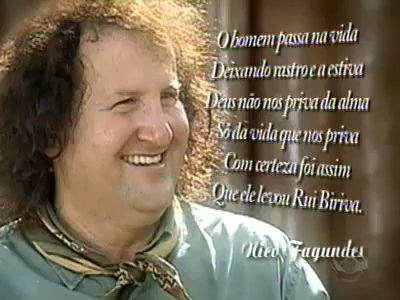 O homem passa na vida
Deixando rastro e a estiva
Deus não nos priva da alma
Só da vida que nos priva
Com certeza foi assim
Que ele levou Rui Biriva.
Nico Fagundes